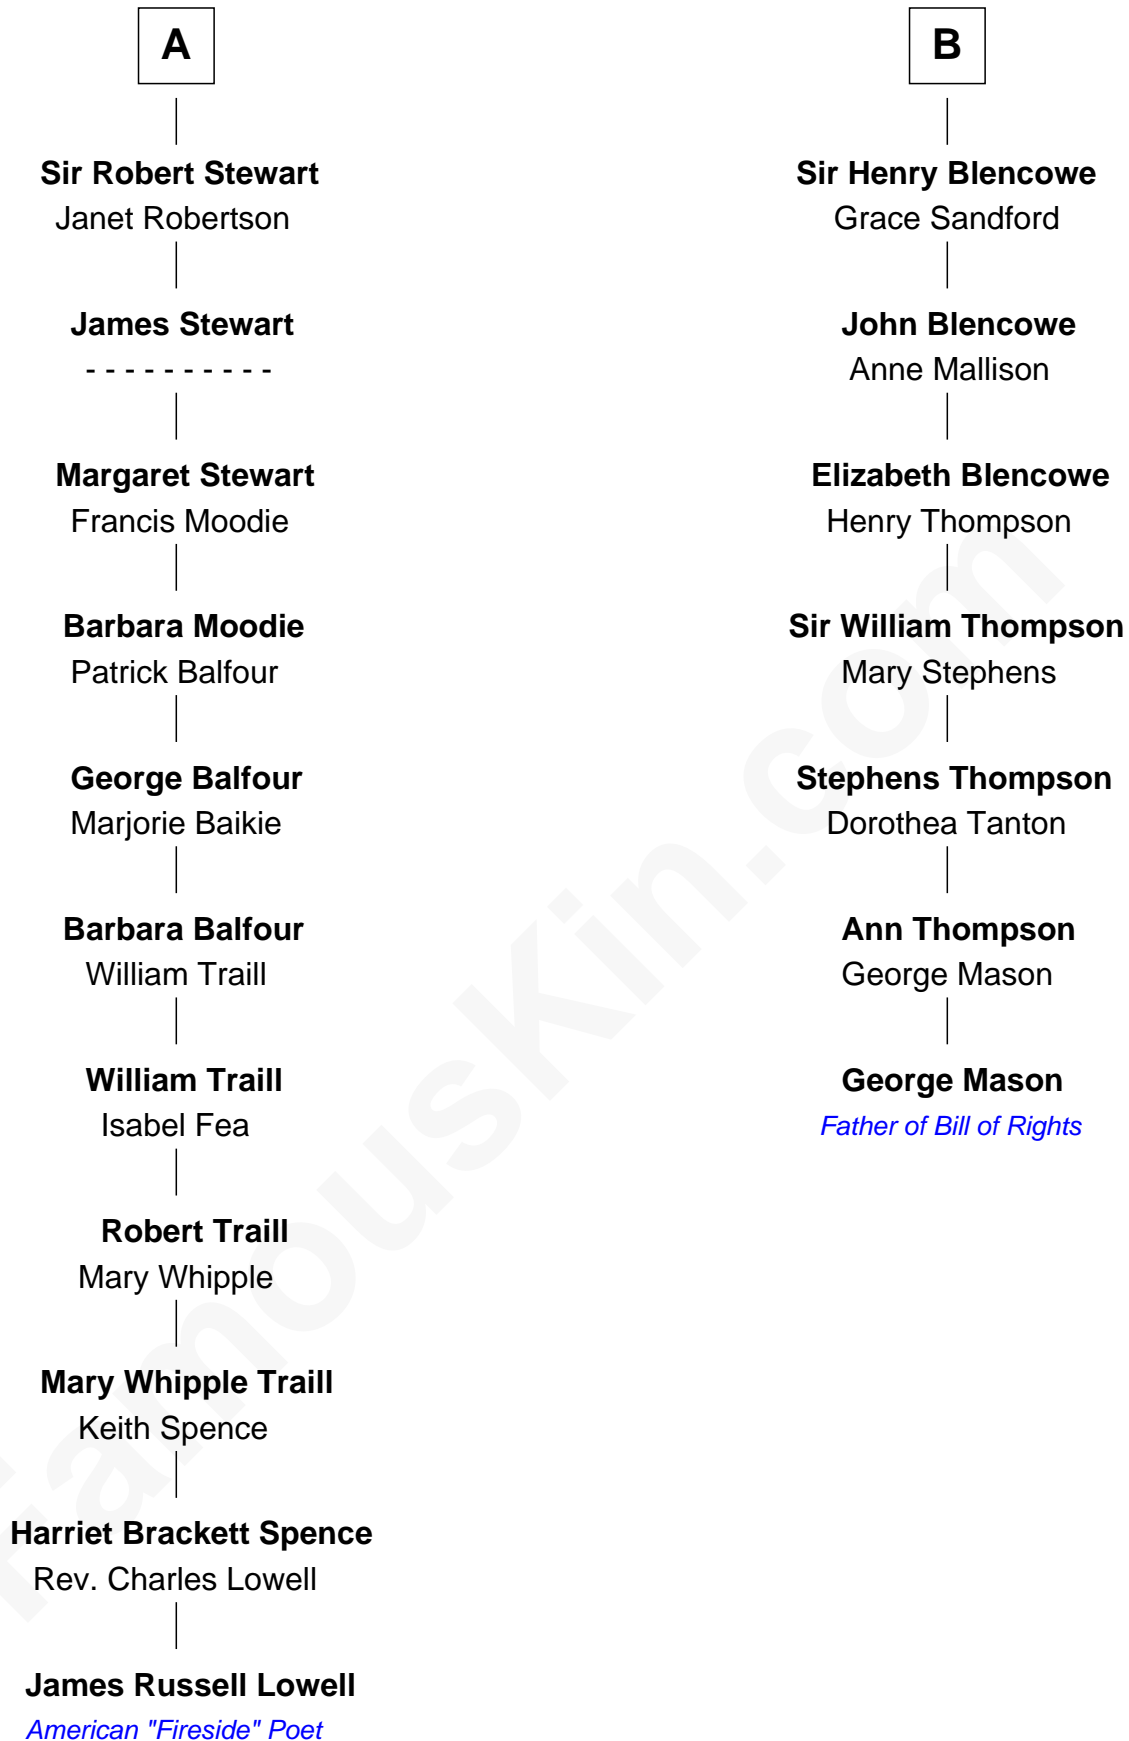 A
Sir Robert Stewart
Janet Robertson
James Stewart
- - - - - - - - - -
Margaret Stewart
Francis Moodie
Barbara Moodie
Patrick Balfour
George Balfour
Marjorie Baikie
Barbara Balfour
William Traill
William Traill
Isabel Fea
Robert Traill
Mary Whipple
Mary Whipple Traill
Keith Spence
Harriet Brackett Spence
Rev. Charles Lowell
James Russell Lowell
American "Fireside" Poet
B
Sir Henry Blencowe
Grace Sandford
John Blencowe
Anne Mallison
Elizabeth Blencowe
Henry Thompson
Sir William Thompson
Mary Stephens
Stephens Thompson
Dorothea Tanton
Ann Thompson
George Mason
George Mason
Father of Bill of Rights
FamousKin.com